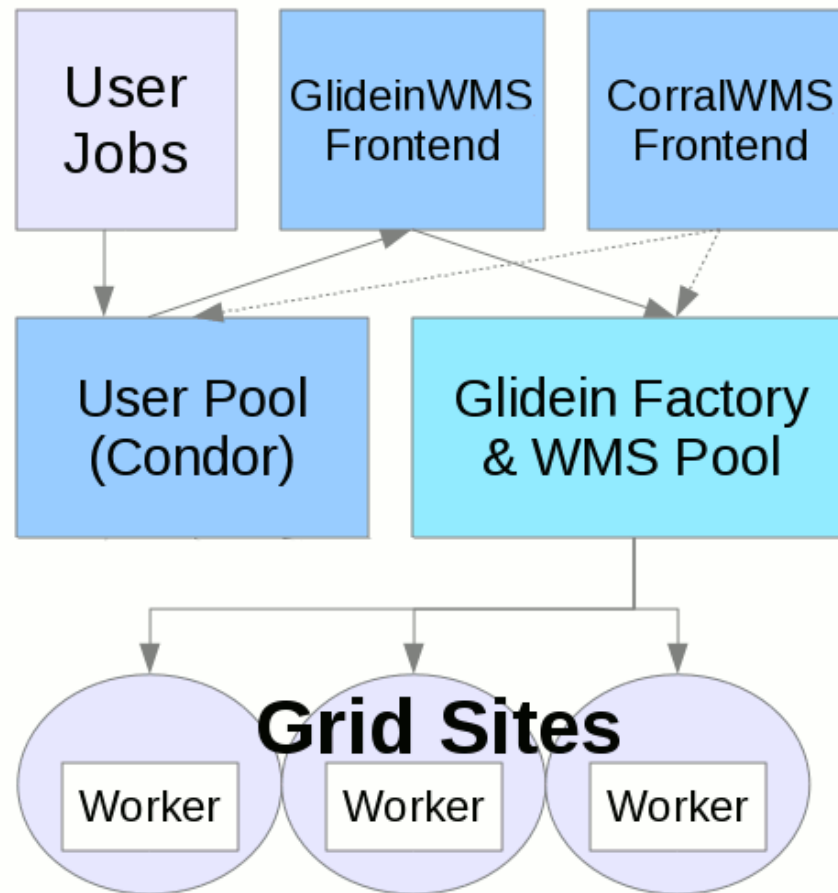 User
Jobs
GlideinWMS
Frontend
CorralWMS
Frontend
User Pool
(Condor)
Glidein Factory
& WMS Pool
Grid Sites
Worker
Worker
Worker